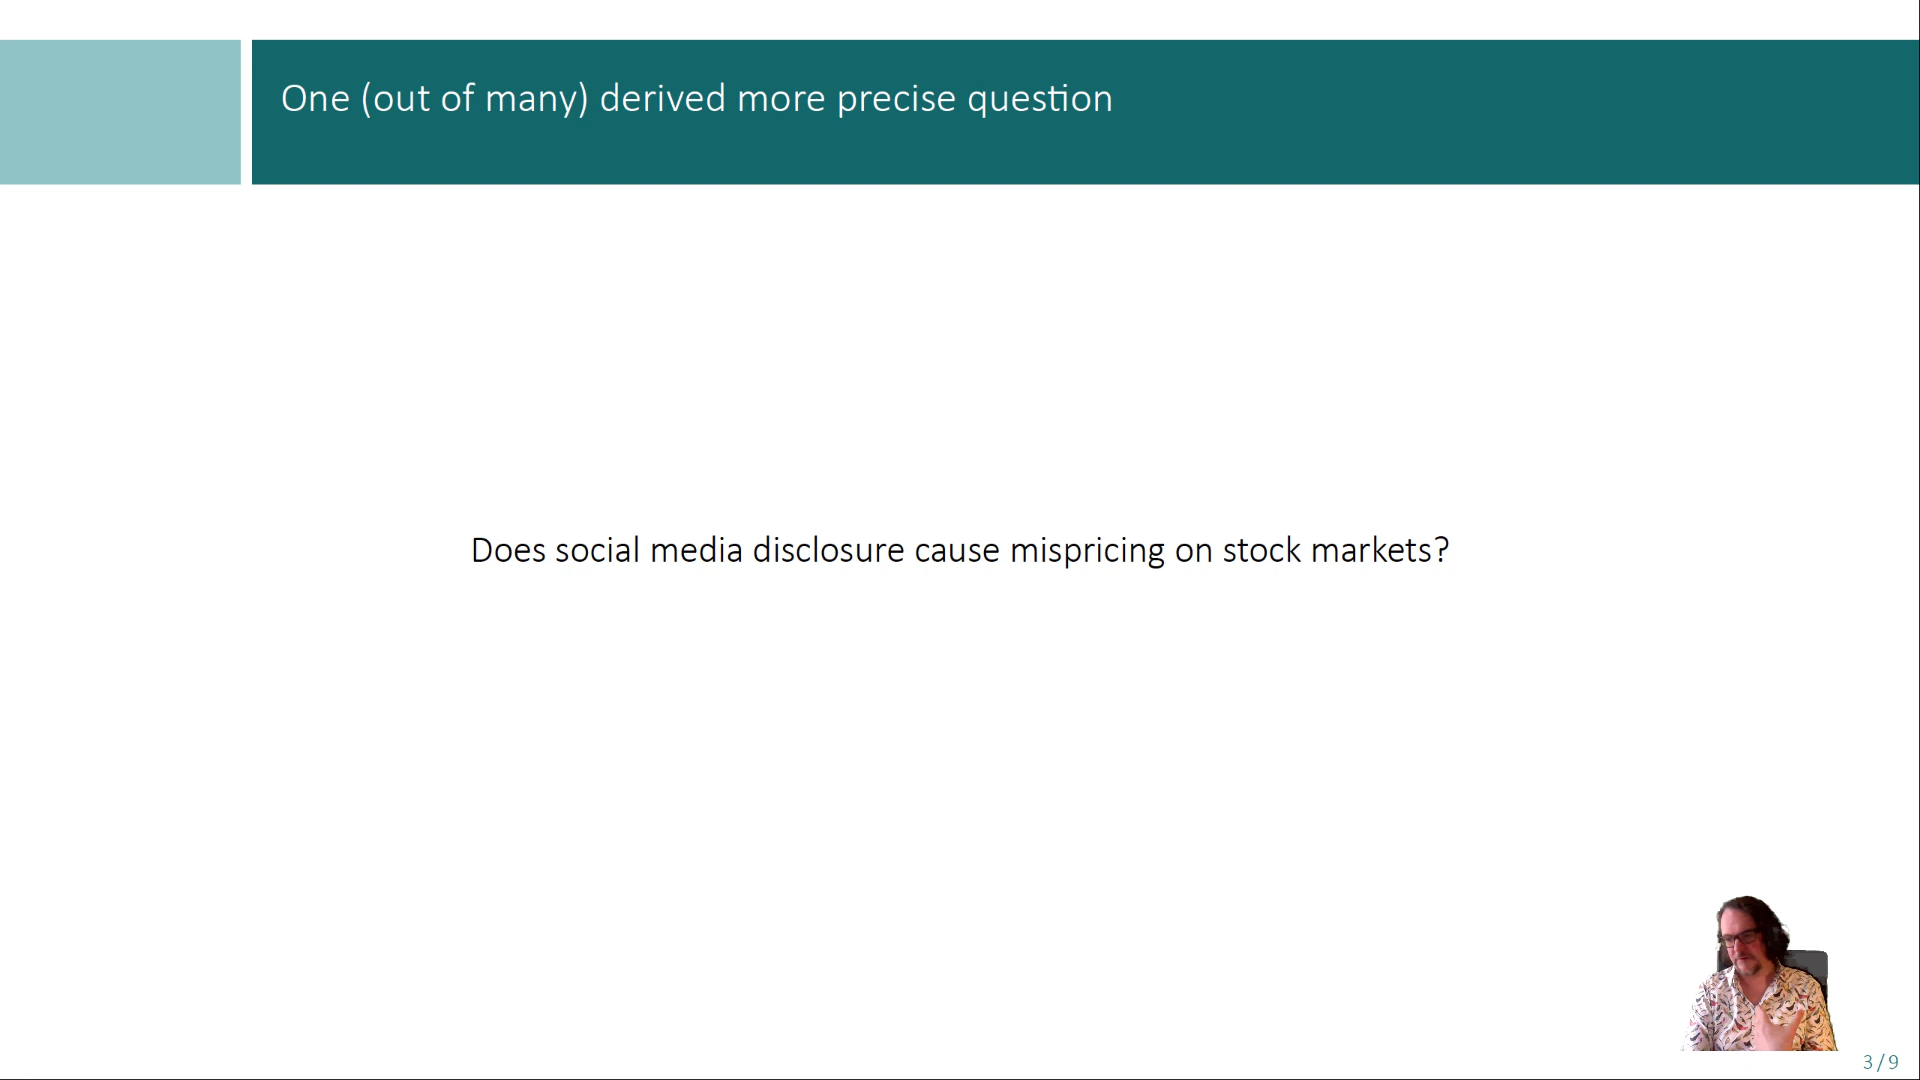 One (out of many) derived more precise question
Does social media disclosure cause mispricing on stock markets?
3 / 9